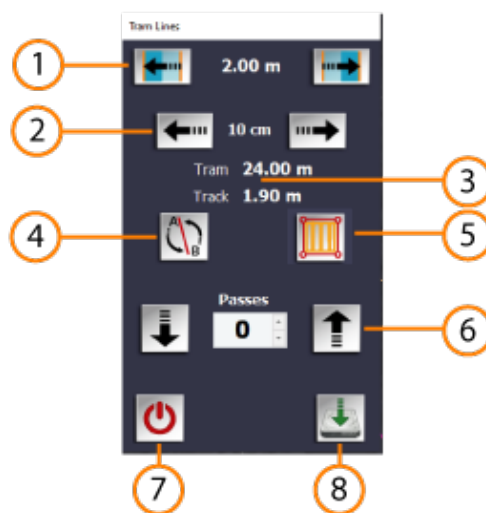 Tram Lines
1
2.00 m
2
10 cm
Tram 24.00 m
3
Track 1.90 m
4
A
B
5
Passes
0
6
7
8